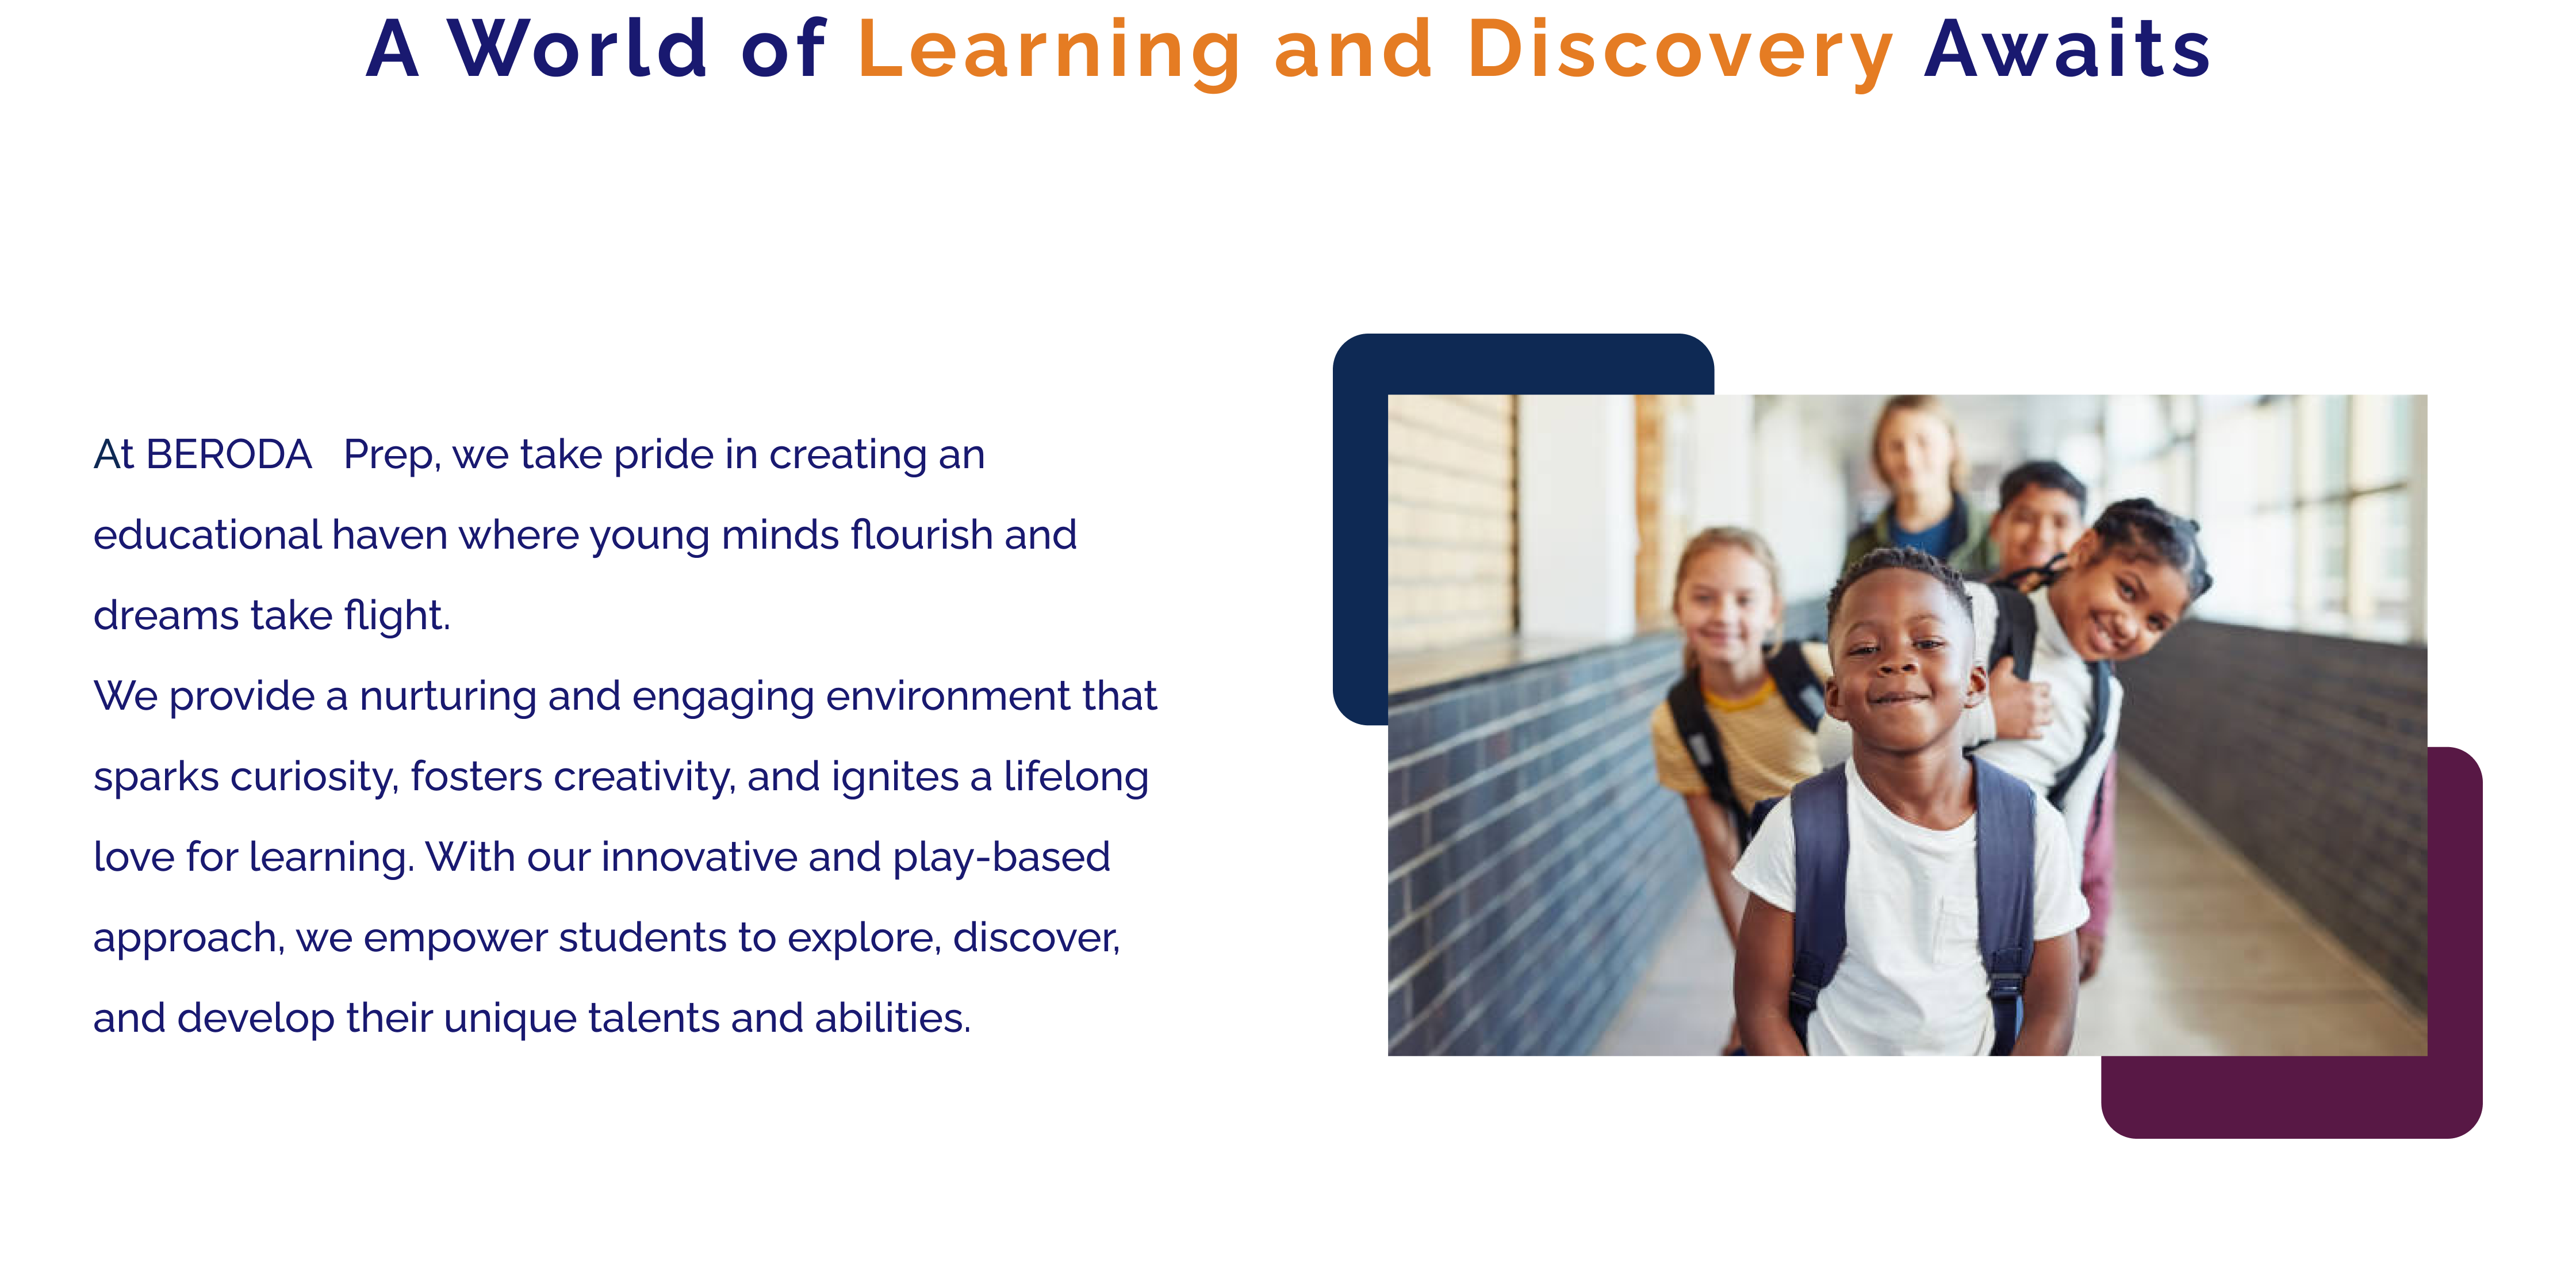 A World of Learning and Discovery Awaits
At BERODA   Prep, we take pride in creating an
educational haven where young minds flourish and
dreams take flight.
We provide a nurturing and engaging environment that
sparks curiosity, fosters creativity, and ignites a lifelong
love for learning. With our innovative and play-based
approach, we empower students to explore, discover,
and develop their unique talents and abilities.